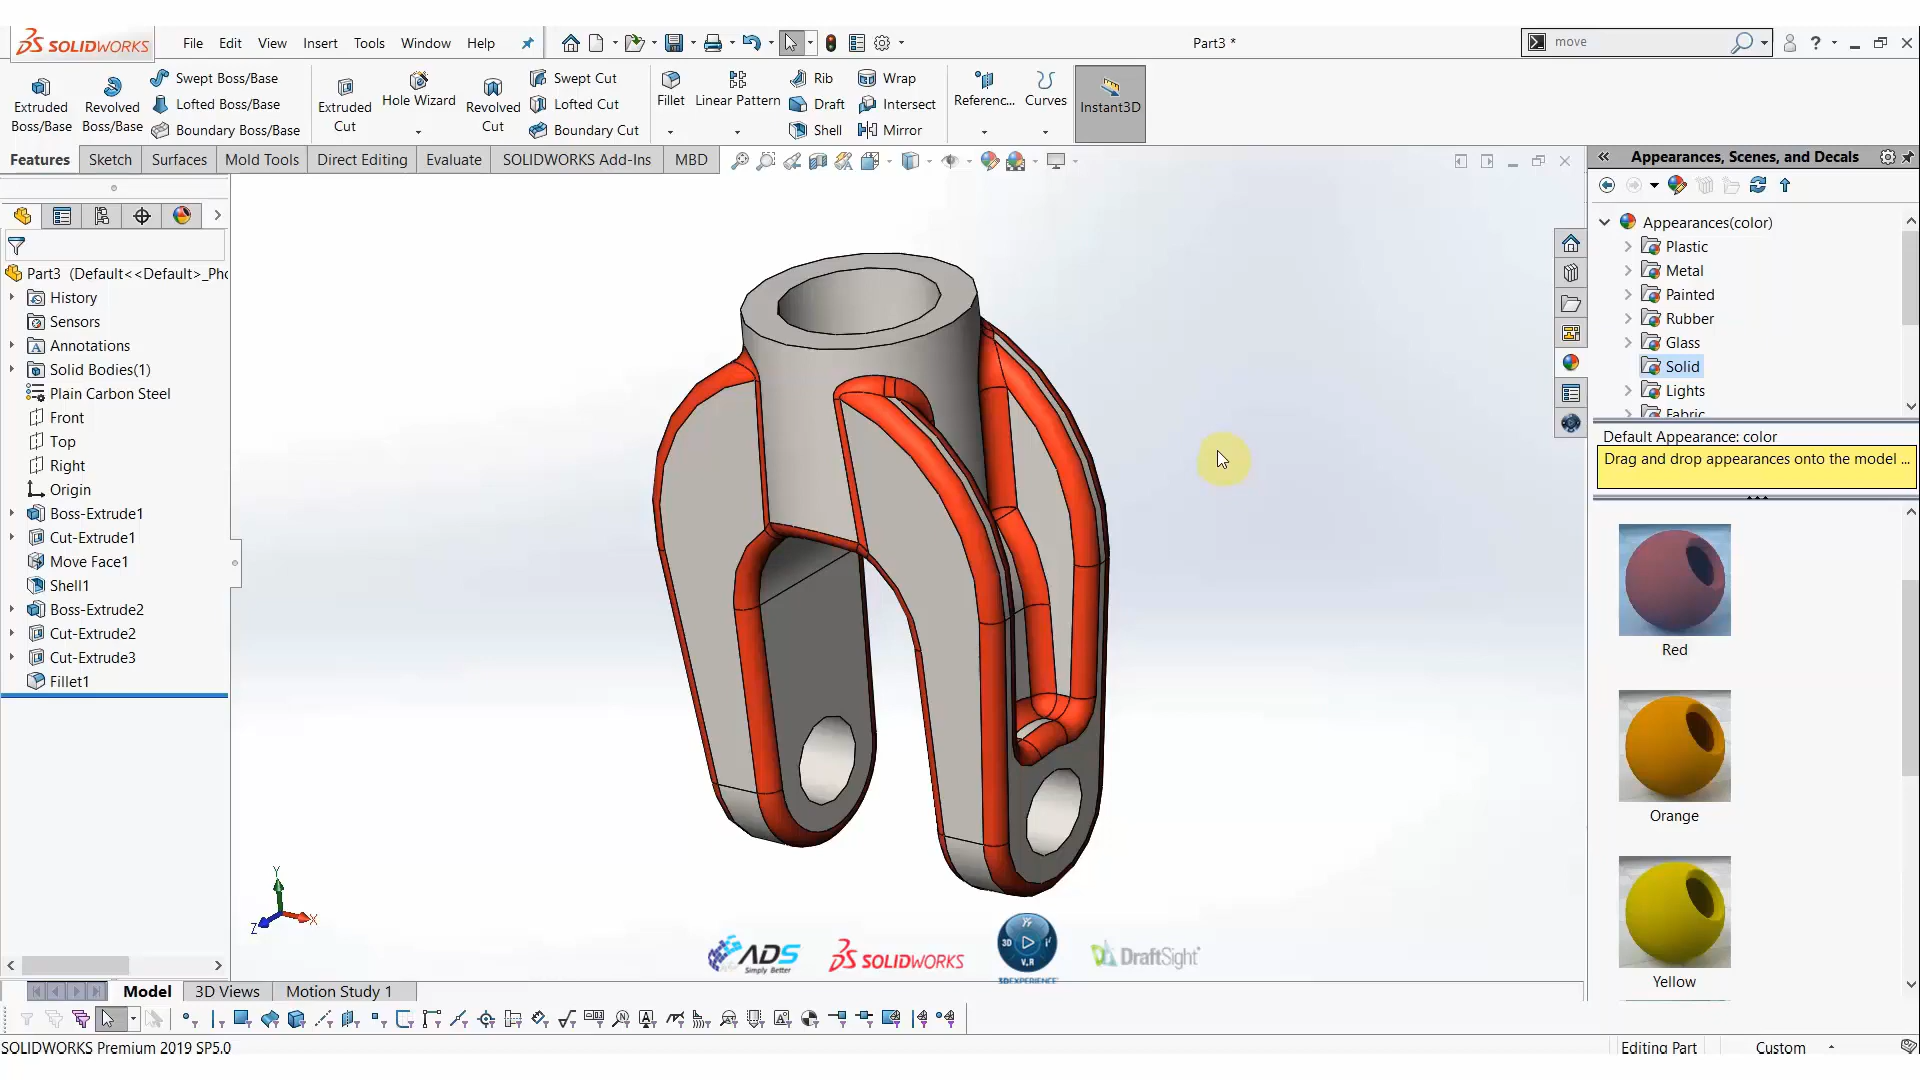 SOLIDWORKS File Edit View Insert Tools Window Help Part3 * move ?
Extruded Boss/Base
Revolved Boss/Base
Swept Boss/Base
Lofted Boss/Base
Boundary Boss/Base
Extruded Cut
Hole Wizard
Revolved Cut
Swept Cut
Lofted Cut
Boundary Cut
Fillet
Linear Pattern
Rib
Draft
Shell
Wrap
Intersect
Mirror
Referenc...
Curves
Instant3D
Features Sketch Surfaces Mold Tools Direct Editing Evaluate SOLIDWORKS Add-Ins MBD
Part3 (Default<<Default>_Pho
History
Sensors
Annotations
Solid Bodies(1)
Plain Carbon Steel
Front
Top
Right
Origin
Boss-Extrude1
Cut-Extrude1
Move Face1
Shell1
Boss-Extrude2
Cut-Extrude2
Cut-Extrude3
Fillet1
Y
X
Z
ADS
Simply Better
SOLIDWORKS
3D
V.R
3DEXPERIENCE
DraftSight
Appearances, Scenes, and Decals
Appearances(color)
Plastic
Metal
Painted
Rubber
Glass
Solid
Lights
Fabric
Default Appearance: color
Drag and drop appearances onto the model ...
Red
Orange
Yellow
Model 3D Views Motion Study 1
SOLIDWORKS Premium 2019 SP5.0 Editing Part Custom